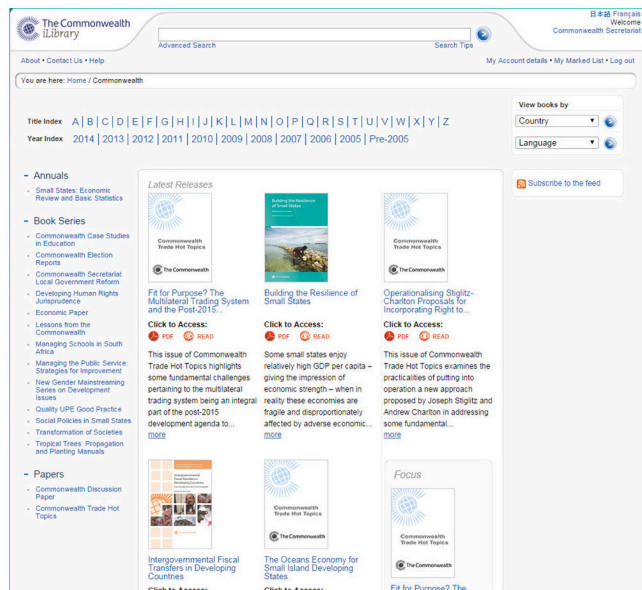 The Commonwealth
iLibrary
日本語 Français
Welcome
Commonwealth Secretariat
Advanced Search
Search Tips
About • Contact Us • Help
My Account details • My Marked List • Log out
You are here: Home / Commonwealth
Title Index A | B | C | D | E | F | G | H | I | J | K | L | M | N | O | P | Q | R | S | T | U | V | W | X | Y | Z
Year Index 2014 | 2013 | 2012 | 2011 | 2010 | 2009 | 2008 | 2007 | 2006 | 2005 | Pre-2005
View books by
Country
Language
Subscribe to the feed
Annuals
Small States: Economic
Review and Basic Statistics
Book Series
Commonwealth Case Studies
in Education
Commonwealth Election
Reports
Commonwealth Secretariat
Local Government Reform
Developing Human Rights
Jurisprudence
Economic Paper
Lessons from the
Commonwealth
Managing Schools in South
Africa
Managing the Public Service:
Strategies for Improvement
New Gender Mainstreaming
Series on Development
Issues
Quality UPE Good Practice
Social Policies in Small States
Transformation of Societies
Tropical Trees: Propagation
and Planting Manuals
Papers
Commonwealth Discussion
Paper
Commonwealth Trade Hot
Topics
Latest Releases
Commonwealth
Trade Hot Topics
The Commonwealth
Fit for Purpose? The
Multilateral Trading System
and the Post-2015...
Click to Access:
PDF READ
This issue of Commonwealth
Trade Hot Topics highlights
some fundamental challenges
pertaining to the multilateral
trading system being an integral
part of the post-2015
development agenda to...
more
Building the Resilience
of Small States
Building the Resilience of
Small States
Click to Access:
PDF READ
Some small states enjoy
relatively high GDP per capita –
giving the impression of
economic strength – when in
reality these economies are
fragile and disproportionately
affected by adverse economic...
more
Commonwealth
Trade Hot Topics
The Commonwealth
Operationalising Stiglitz-
Charlton Proposals for
Incorporating Right to...
Click to Access:
PDF READ
This issue of Commonwealth
Trade Hot Topics examines the
practicalities of putting into
operation a new approach
proposed by Joseph Stiglitz and
Andrew Charlton in addressing
some fundamental...
more
Intergovernmental
Fiscal Transfers in
Developing Countries
Intergovernmental Fiscal
Transfers in Developing
Countries
Click to Access:
Commonwealth
Trade Hot Topics
The Commonwealth
The Oceans Economy for
Small Island Developing
States
Click to Access:
Focus
Commonwealth
Trade Hot Topics
The Commonwealth
Fit for Purpose? The